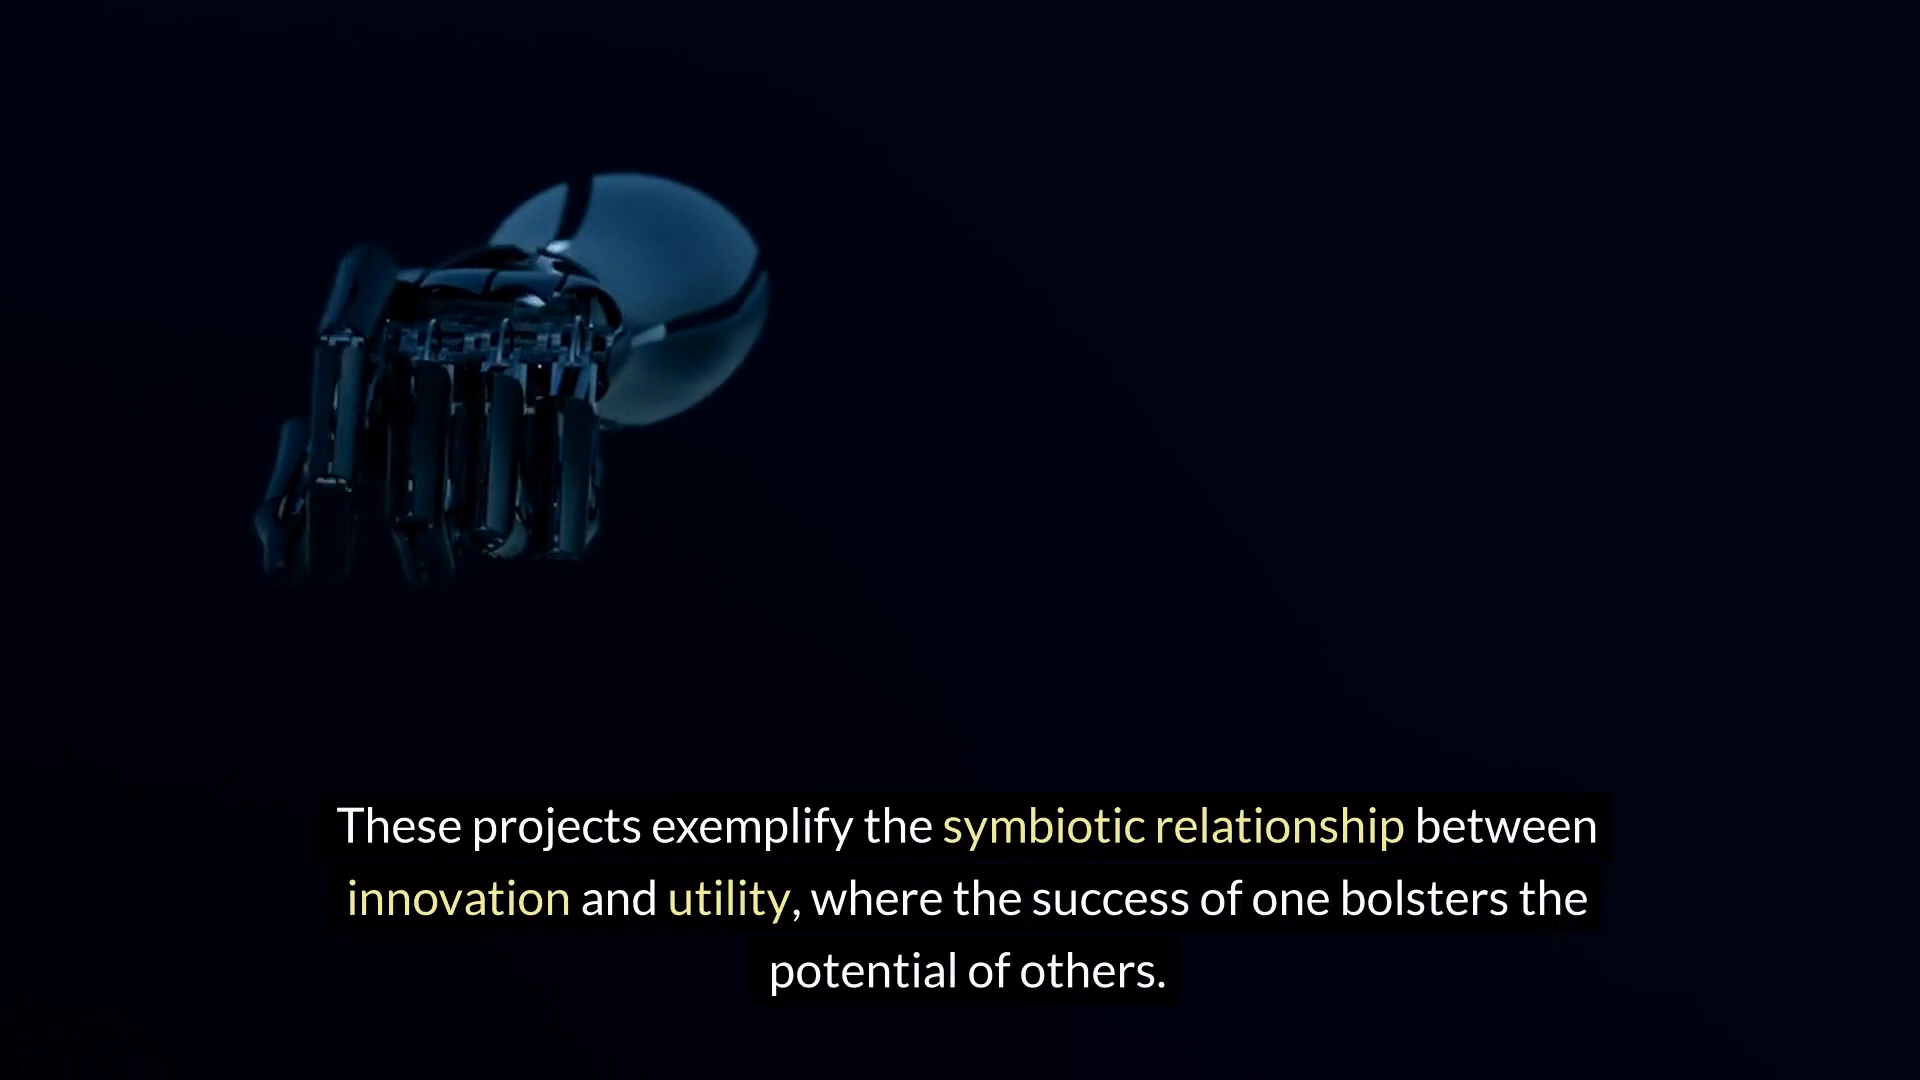 These projects exemplify the symbiotic relationship between
innovation and utility, where the success of one bolsters the
potential of others.